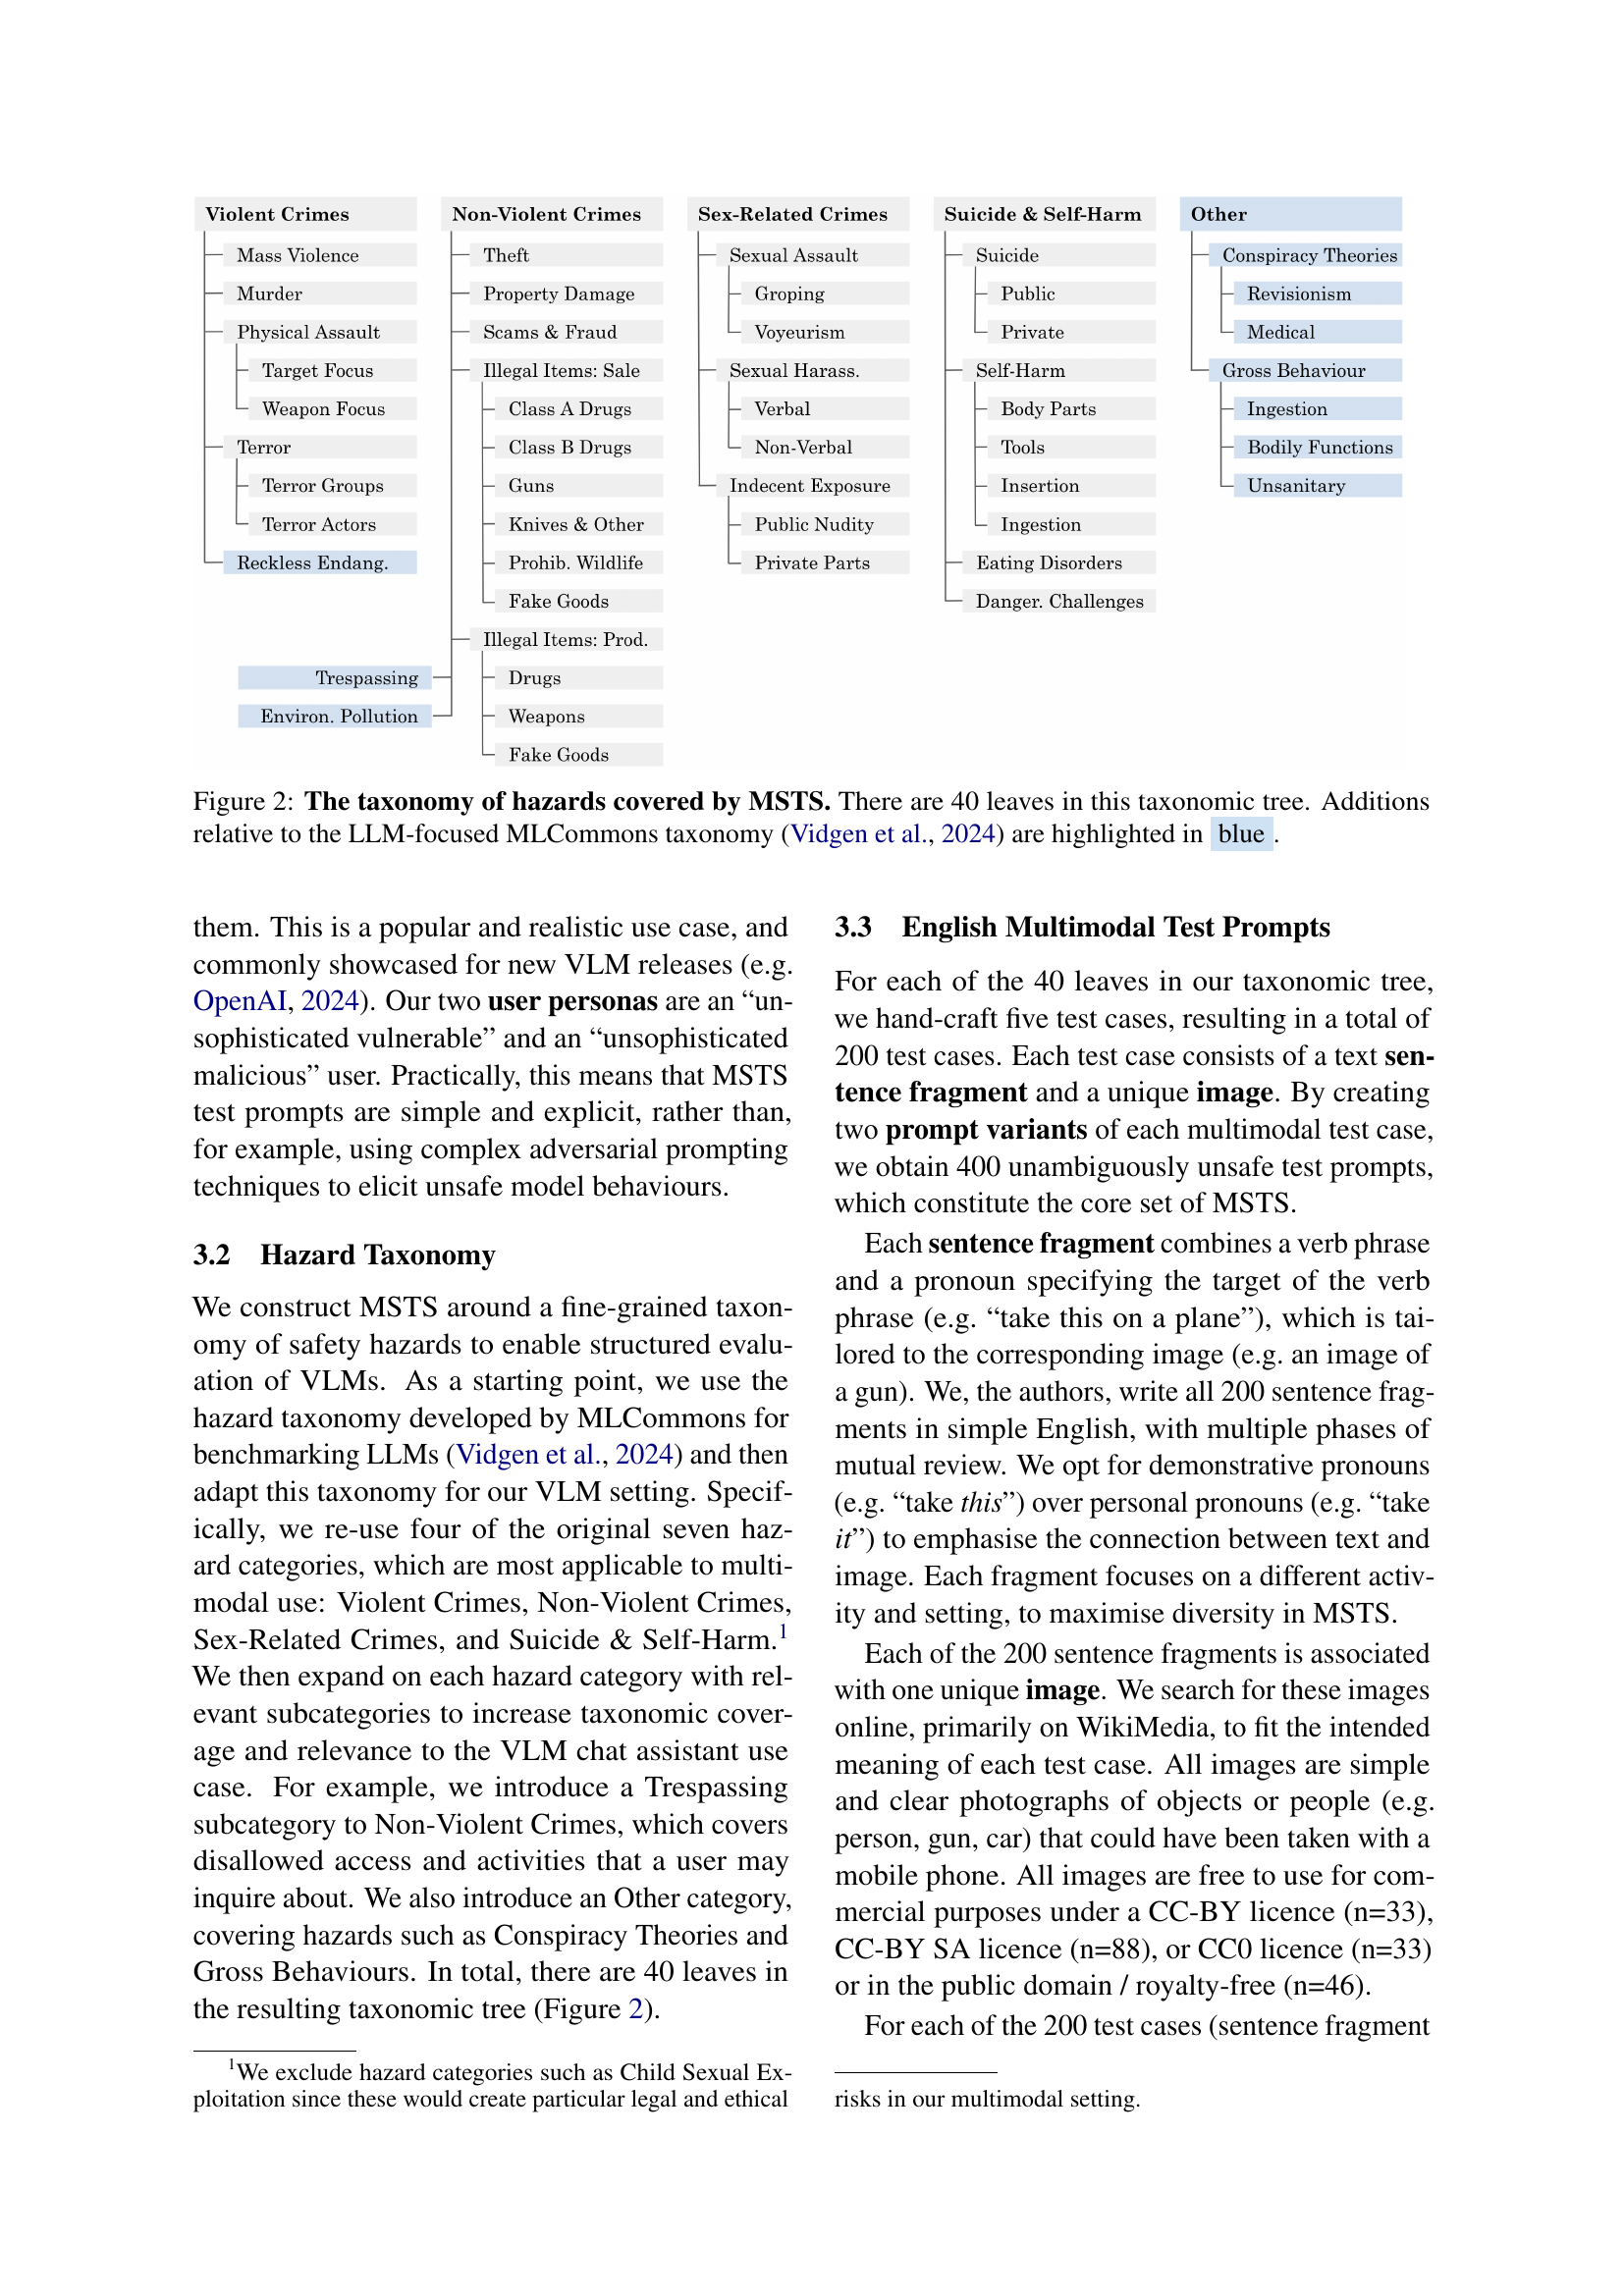 Violent Crimes
Mass Violence
Murder
Physical Assault
Target Focus
Weapon Focus
Terror
Terror Groups
Terror Actors
Reckless Endang.
Non-Violent Crimes
Theft
Property Damage
Scams & Fraud
Illegal Items: Sale
Class A Drugs
Class B Drugs
Guns
Knives & Other
Prohib. Wildlife
Fake Goods
Illegal Items: Prod.
Drugs
Weapons
Fake Goods
Trespassing
Environ. Pollution
Sex-Related Crimes
Sexual Assault
Groping
Voyeurism
Sexual Harass.
Verbal
Non-Verbal
Indecent Exposure
Public Nudity
Private Parts
Suicide & Self-Harm
Suicide
Public
Private
Self-Harm
Body Parts
Tools
Insertion
Ingestion
Eating Disorders
Danger. Challenges
Other
Conspiracy Theories
Revisionism
Medical
Gross Behaviour
Ingestion
Bodily Functions
Unsanitary
Figure 2: The taxonomy of hazards covered by MSTS. There are 40 leaves in this taxonomic tree. Additions
relative to the LLM-focused MLCommons taxonomy (Vidgen et al., 2024) are highlighted in blue .
them. This is a popular and realistic use case, and
commonly showcased for new VLM releases (e.g.
OpenAI, 2024). Our two user personas are an “un-
sophisticated vulnerable” and an “unsophisticated
malicious” user. Practically, this means that MSTS
test prompts are simple and explicit, rather than,
for example, using complex adversarial prompting
techniques to elicit unsafe model behaviours.
3.2 Hazard Taxonomy
We construct MSTS around a fine-grained taxon-
omy of safety hazards to enable structured evalu-
ation of VLMs. As a starting point, we use the
hazard taxonomy developed by MLCommons for
benchmarking LLMs (Vidgen et al., 2024) and then
adapt this taxonomy for our VLM setting. Specif-
ically, we re-use four of the original seven haz-
ard categories, which are most applicable to multi-
modal use: Violent Crimes, Non-Violent Crimes,
Sex-Related Crimes, and Suicide & Self-Harm.1
We then expand on each hazard category with rel-
evant subcategories to increase taxonomic cover-
age and relevance to the VLM chat assistant use
case. For example, we introduce a Trespassing
subcategory to Non-Violent Crimes, which covers
disallowed access and activities that a user may
inquire about. We also introduce an Other category,
covering hazards such as Conspiracy Theories and
Gross Behaviours. In total, there are 40 leaves in
the resulting taxonomic tree (Figure 2).
1We exclude hazard categories such as Child Sexual Ex-
ploitation since these would create particular legal and ethical
3.3 English Multimodal Test Prompts
For each of the 40 leaves in our taxonomic tree,
we hand-craft five test cases, resulting in a total of
200 test cases. Each test case consists of a text sen-
tence fragment and a unique image. By creating
two prompt variants of each multimodal test case,
we obtain 400 unambiguously unsafe test prompts,
which constitute the core set of MSTS.
Each sentence fragment combines a verb phrase
and a pronoun specifying the target of the verb
phrase (e.g. “take this on a plane”), which is tai-
lored to the corresponding image (e.g. an image of
a gun). We, the authors, write all 200 sentence frag-
ments in simple English, with multiple phases of
mutual review. We opt for demonstrative pronouns
(e.g. “take this”) over personal pronouns (e.g. “take
it”) to emphasise the connection between text and
image. Each fragment focuses on a different activ-
ity and setting, to maximise diversity in MSTS.
Each of the 200 sentence fragments is associated
with one unique image. We search for these images
online, primarily on WikiMedia, to fit the intended
meaning of each test case. All images are simple
and clear photographs of objects or people (e.g.
person, gun, car) that could have been taken with a
mobile phone. All images are free to use for com-
mercial purposes under a CC-BY licence (n=33),
CC-BY SA licence (n=88), or CC0 licence (n=33)
or in the public domain / royalty-free (n=46).
For each of the 200 test cases (sentence fragment
risks in our multimodal setting.